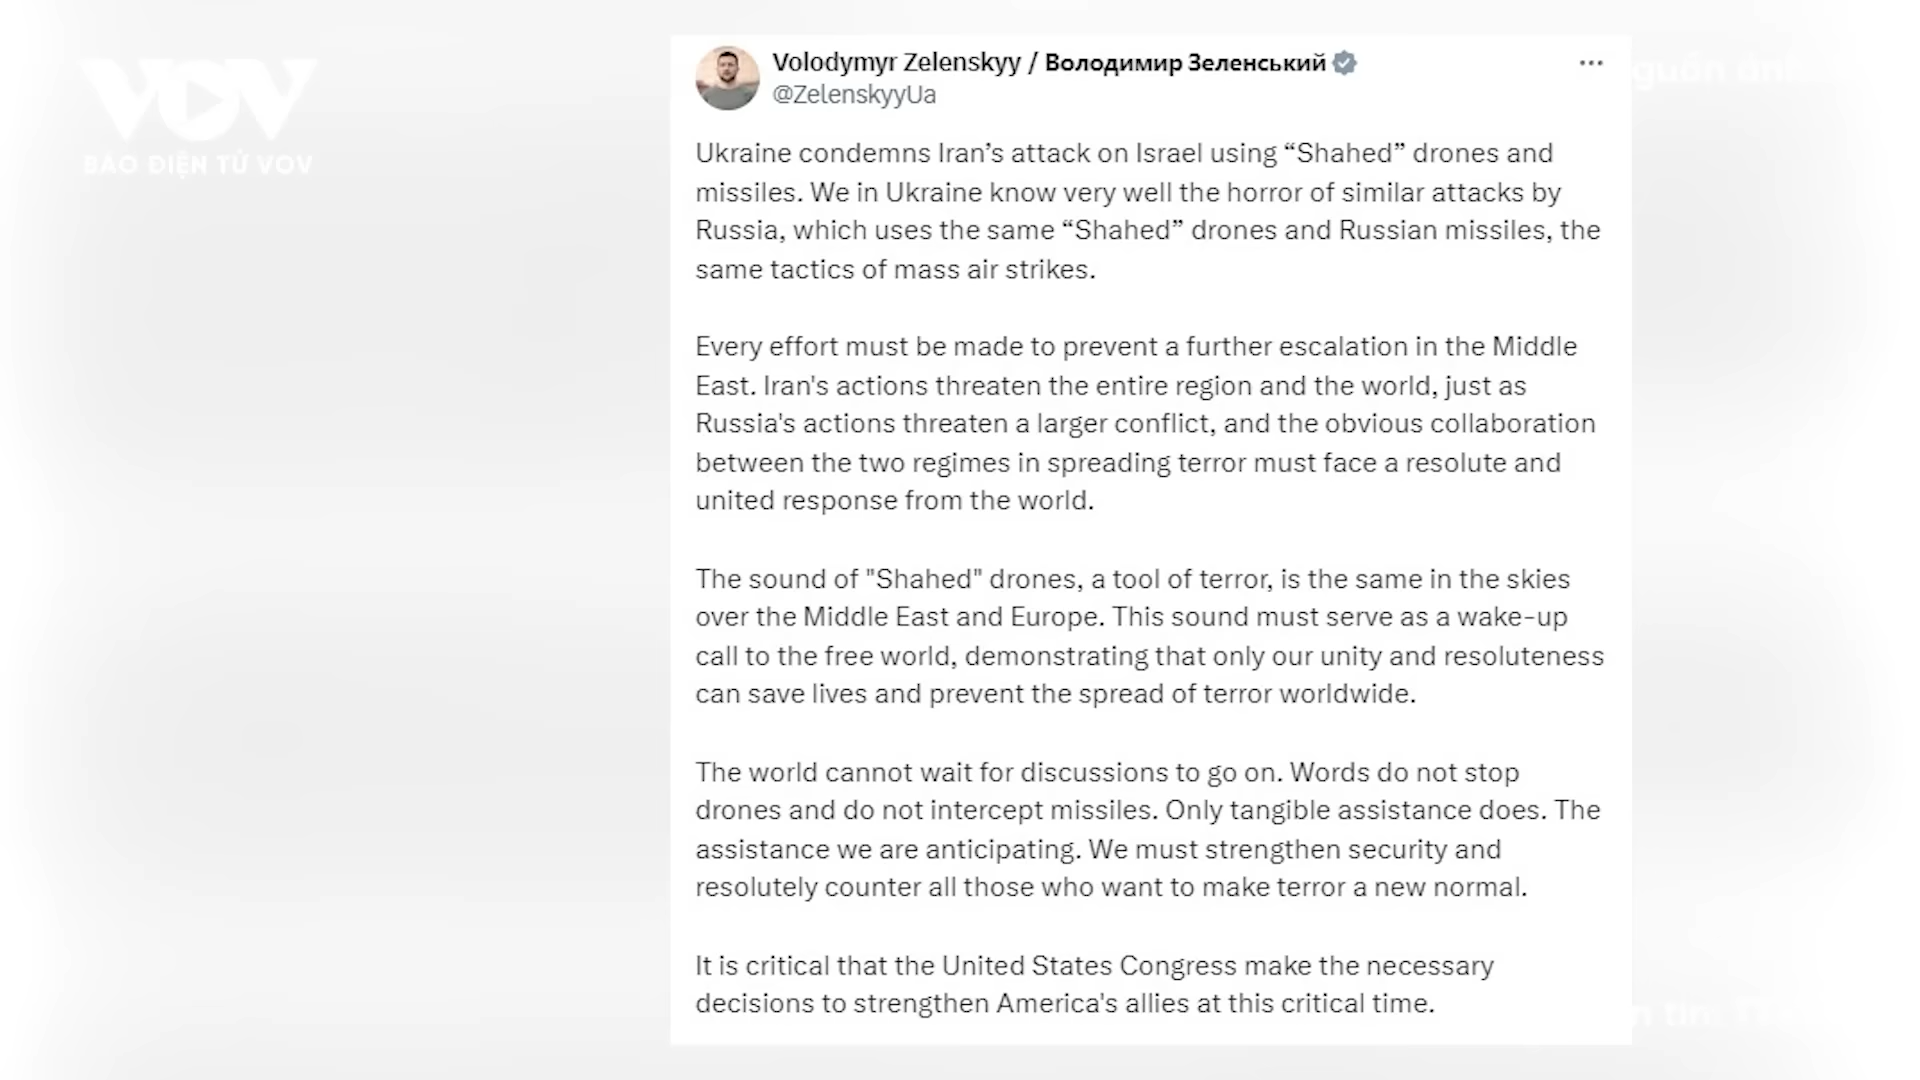 VOV
BÁO ĐIỆN TỬ VOV
Volodymyr Zelenskyy / Володимир Зеленський
@ZelenskyyUa
Ukraine condemns Iran’s attack on Israel using “Shahed” drones and
missiles. We in Ukraine know very well the horror of similar attacks by
Russia, which uses the same “Shahed” drones and Russian missiles, the
same tactics of mass air strikes.
Every effort must be made to prevent a further escalation in the Middle
East. Iran's actions threaten the entire region and the world, just as
Russia's actions threaten a larger conflict, and the obvious collaboration
between the two regimes in spreading terror must face a resolute and
united response from the world.
The sound of "Shahed" drones, a tool of terror, is the same in the skies
over the Middle East and Europe. This sound must serve as a wake-up
call to the free world, demonstrating that only our unity and resoluteness
can save lives and prevent the spread of terror worldwide.
The world cannot wait for discussions to go on. Words do not stop
drones and do not intercept missiles. Only tangible assistance does. The
assistance we are anticipating. We must strengthen security and
resolutely counter all those who want to make terror a new normal.
It is critical that the United States Congress make the necessary
decisions to strengthen America's allies at this critical time.